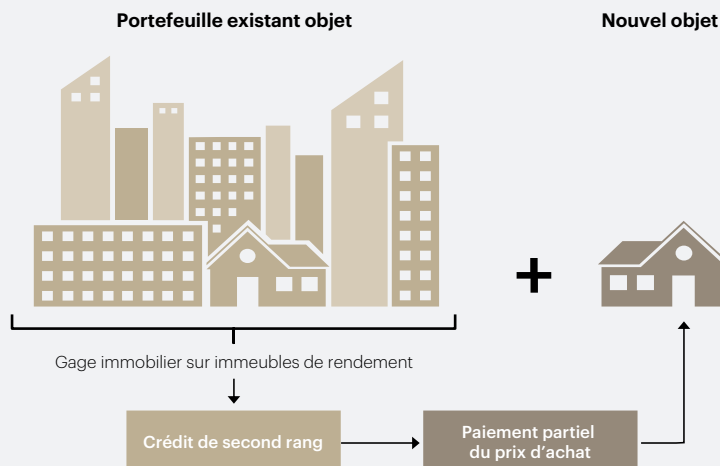 Portefeuille existant objet
Nouvel objet
+
Gage immobilier sur immeubles de rendement
Crédit de second rang
Paiement partiel
du prix d’achat